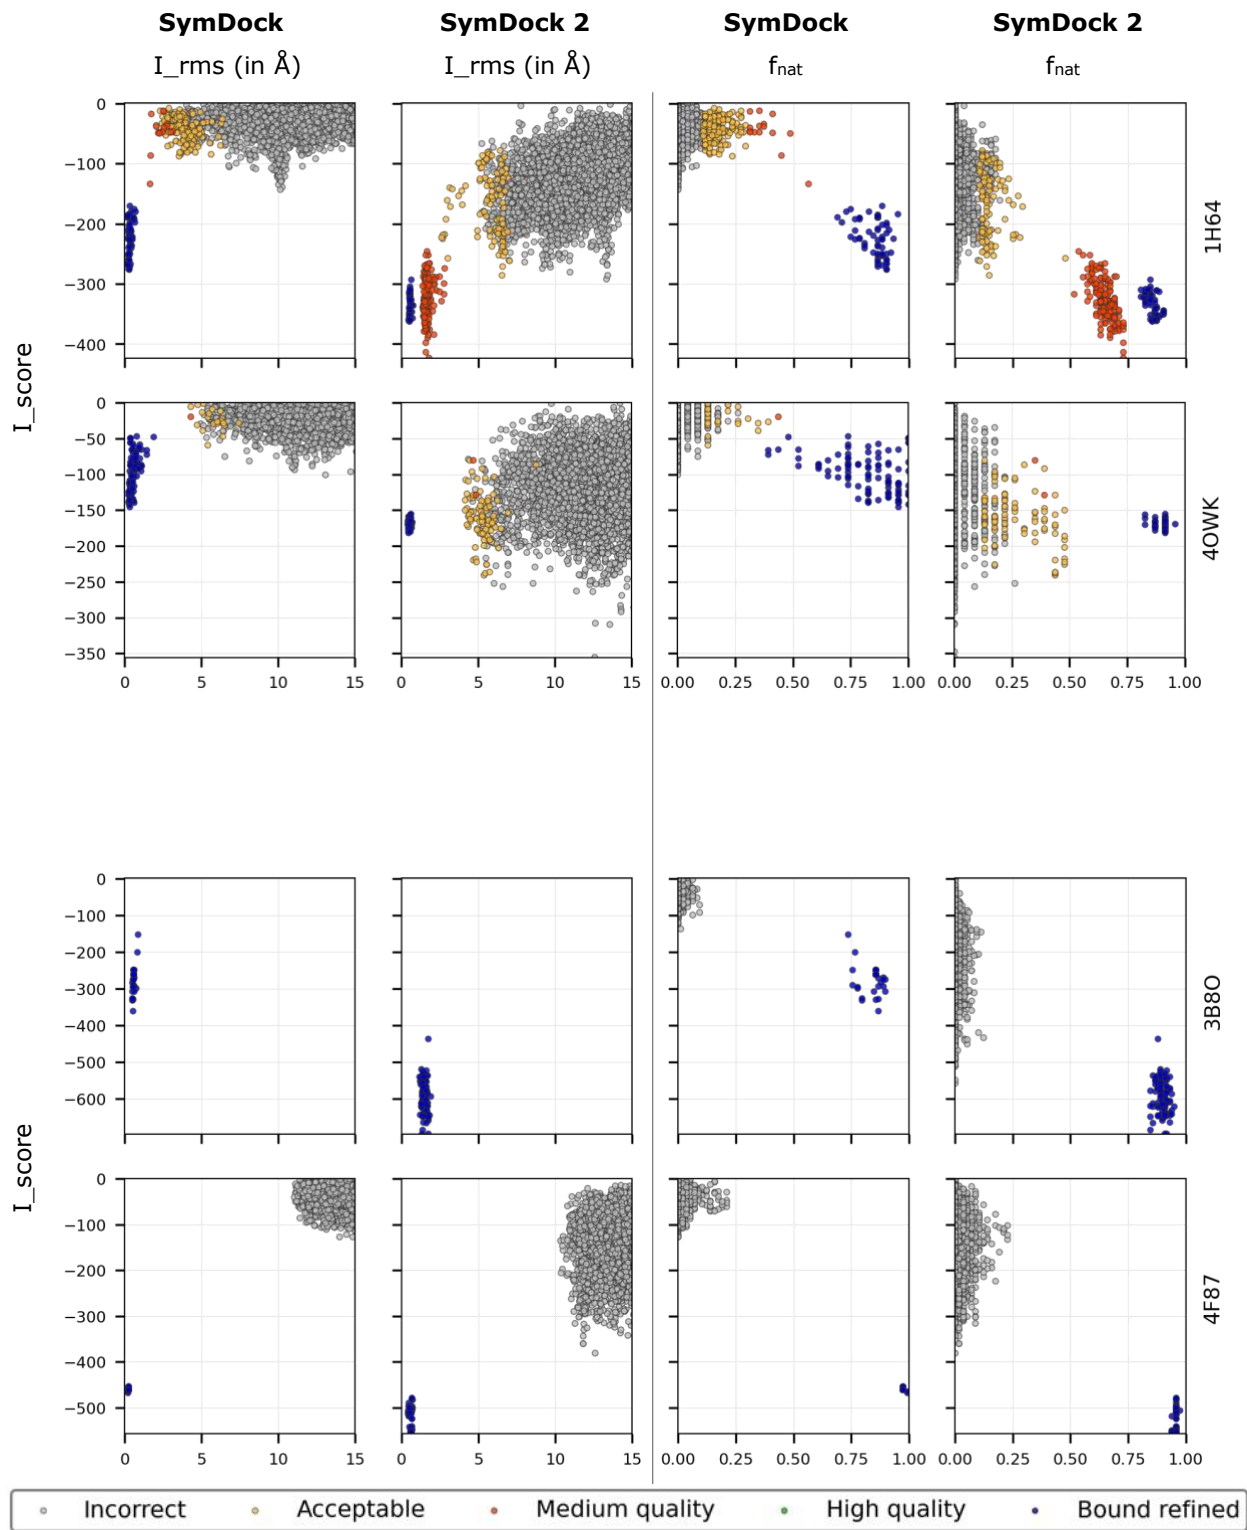 SymDock SymDock 2 SymDock SymDock 2
I_rms (in Å) I_rms (in Å) fnat fnat
0 −100 −200 −300 −400
1H64
I_score
0 −50 −100 −150 −200 −250 −300 −350
4OWK
0 5 10 15 0 5 10 15 0.00 0.25 0.50 0.75 1.00 0.00 0.25 0.50 0.75 1.00
0 −100 −200 −300 −400 −500 −600
3B8O
I_score
0 −100 −200 −300 −400 −500
4F87
0 5 10 15 0 5 10 15 0.00 0.25 0.50 0.75 1.00 0.00 0.25 0.50 0.75 1.00
Incorrect Acceptable Medium quality High quality Bound refined